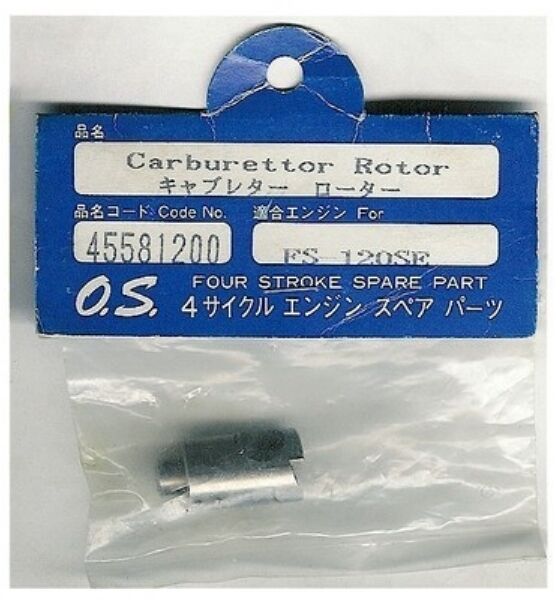 品名
Carburettor Rotor
キャブレター ローター
品名コード Code No. 適合エンジン For
45581200 FS-120SE
O.S. FOUR STROKE SPARE PART
4サイクル エンジン スペア パーツ